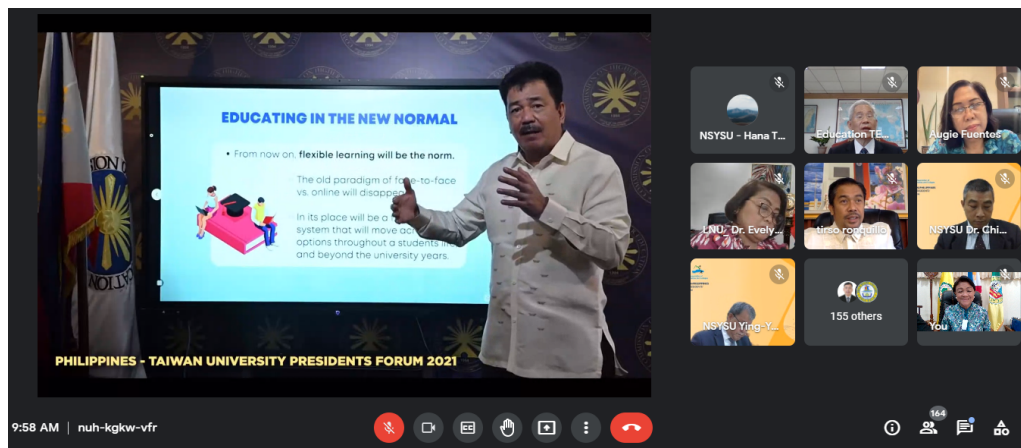 EDUCATING IN THE NEW NORMAL
• From now on, flexible learning will be the norm.
The old paradigm of face-to-face
vs. online will disappear
In its place will be a
system that will move
options throughout a students
and beyond the university years.
PHILIPPINES - TAIWAN UNIVERSITY PRESIDENTS FORUM 2021
NSYSU - Hana T...
Education TE...
Augie Fuentes
LNU_ Dr. Evely...
tirso ronquillo
NSYSU Dr. Chi...
NSYSU Ying-Y...
155 others
You
9:58 AM | nuh-kgkw-vfr
164